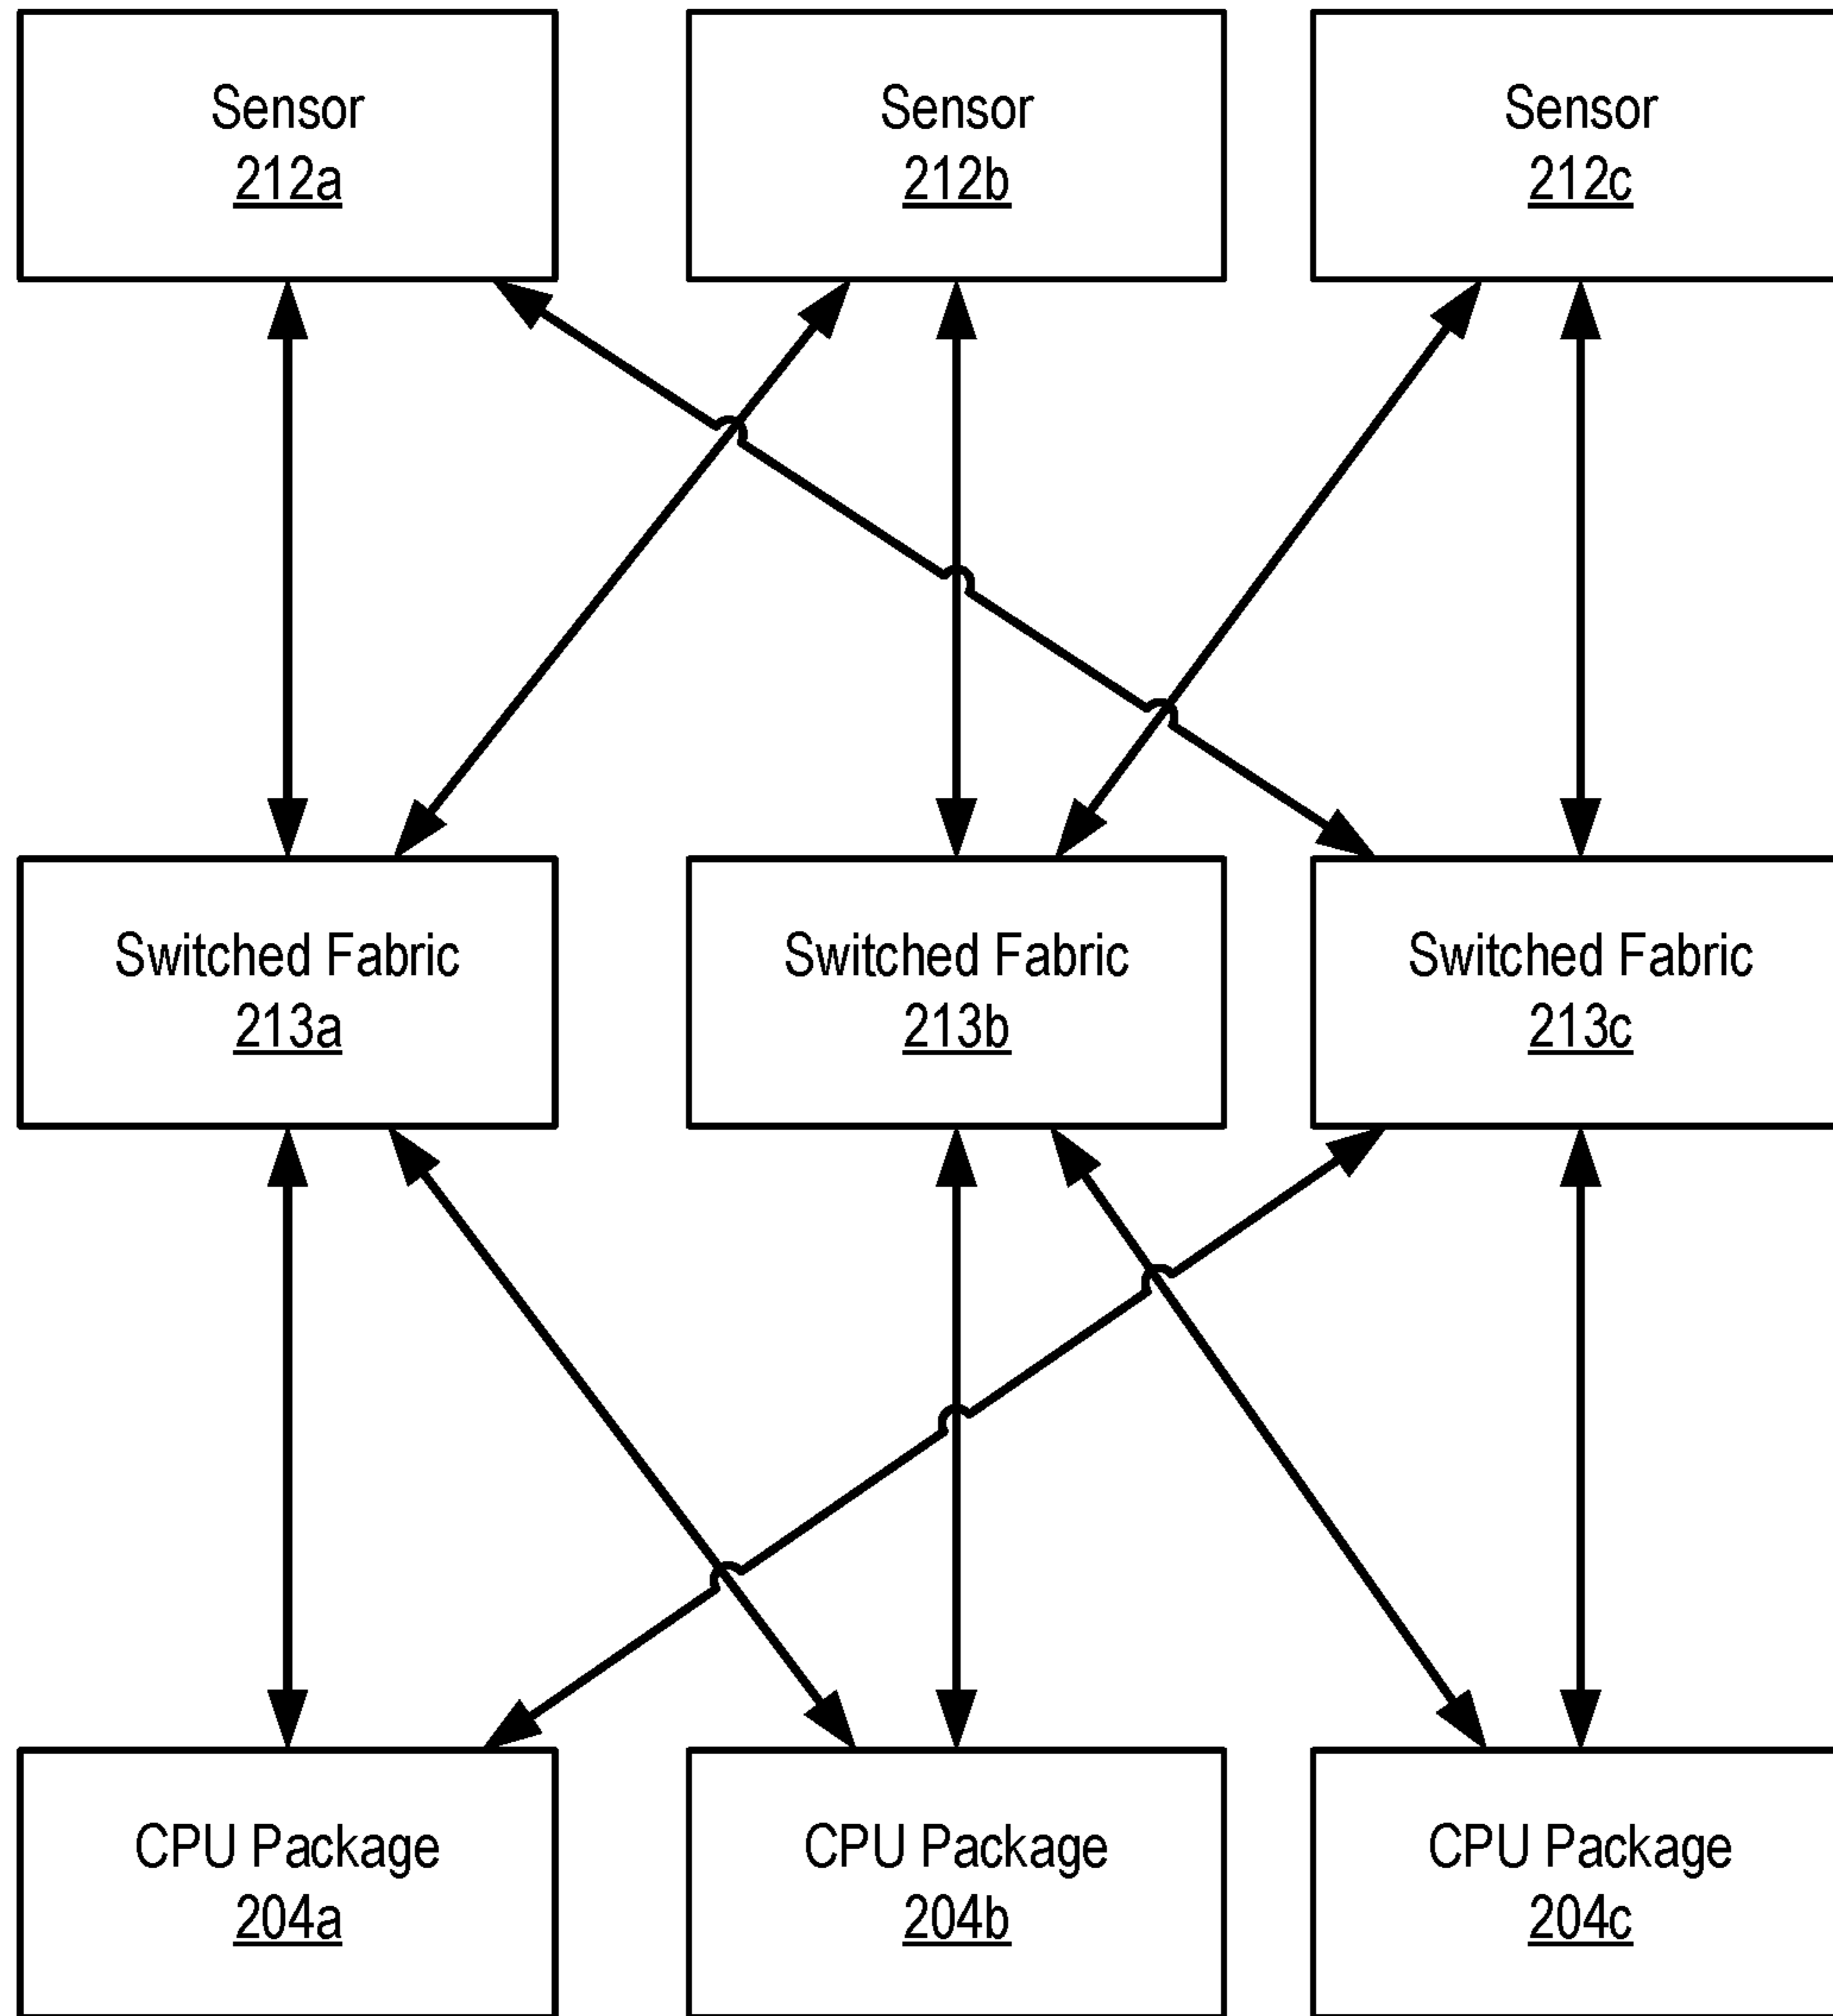 Sensor
212a
Sensor
212b
Sensor
212c
Switched Fabric
213a
Switched Fabric
213b
Switched Fabric
213c
CPU Package
204a
CPU Package
204b
CPU Package
204c